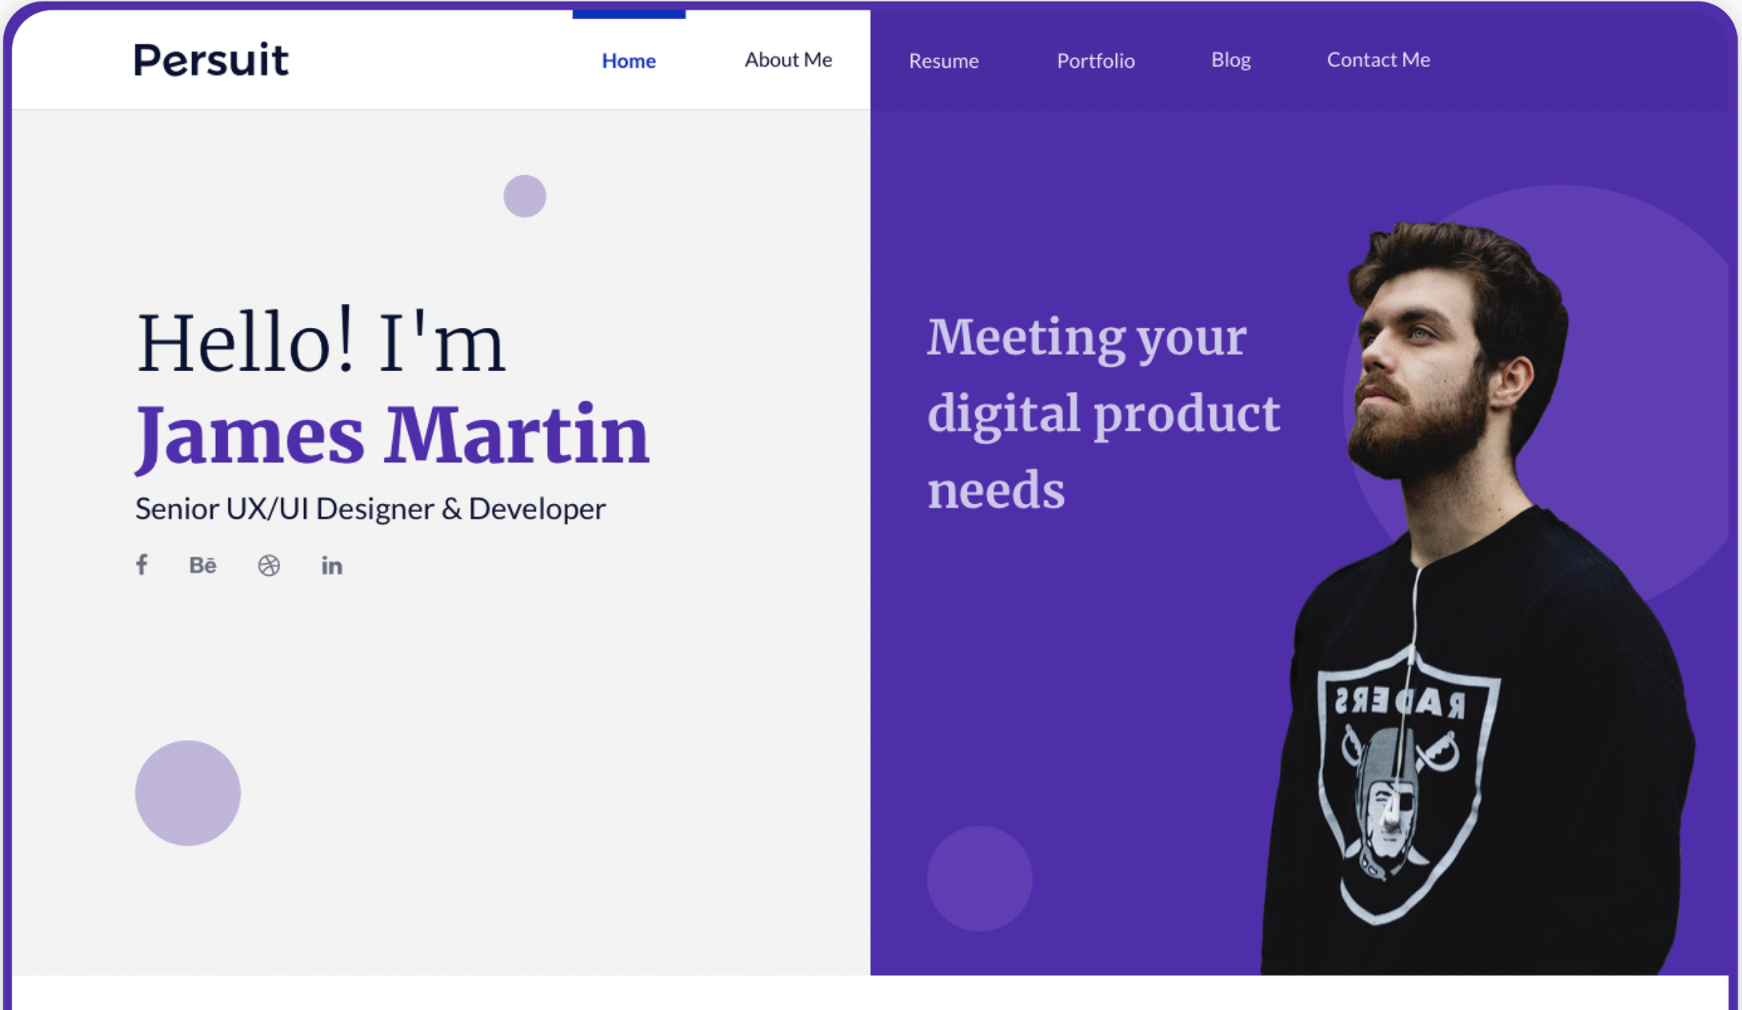 Persuit
Home
About Me
Resume
Portfolio
Blog
Contact Me
Hello! I'm
James Martin
Senior UX/UI Designer & Developer
f
Bē
in
Meeting your
digital product
needs
RAIDERS